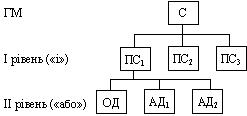 ГМ С
І рівень («і») ПС1 ПС2 ПС3
ІІ рівень («або») ОД АД1 АД2